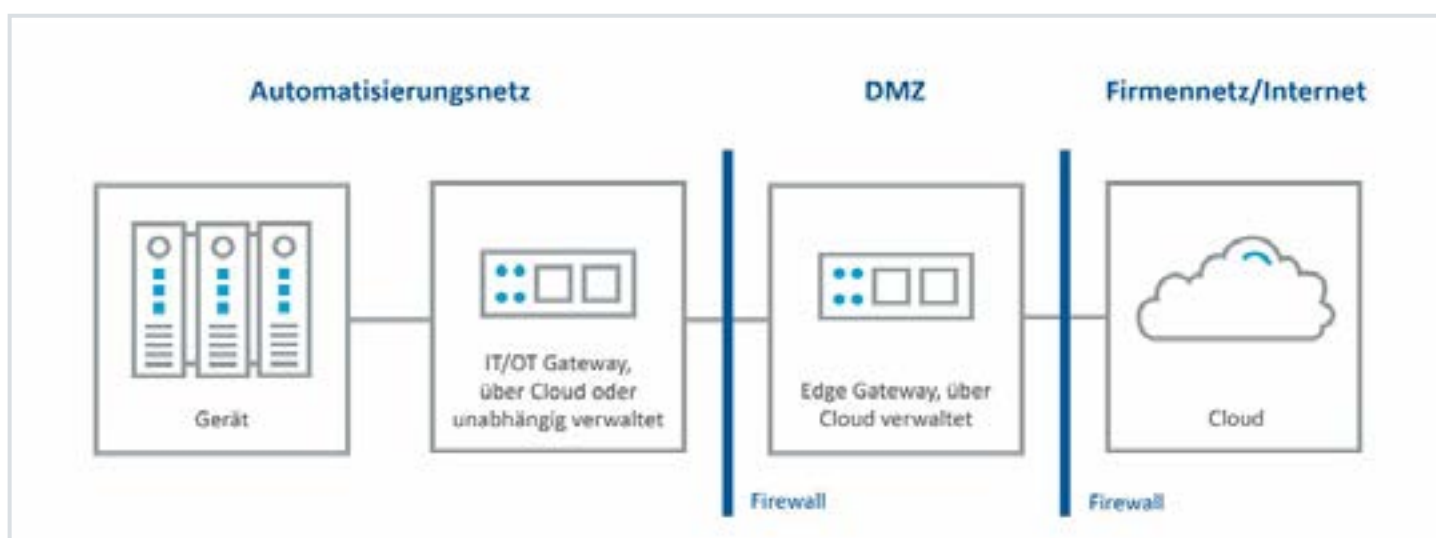 Automatisierungsnetz
DMZ
Firmennetz/Internet
Gerät
IT/OT Gateway,
über Cloud oder
unabhängig verwaltet
Edge Gateway, über
Cloud verwaltet
Cloud
Firewall
Firewall